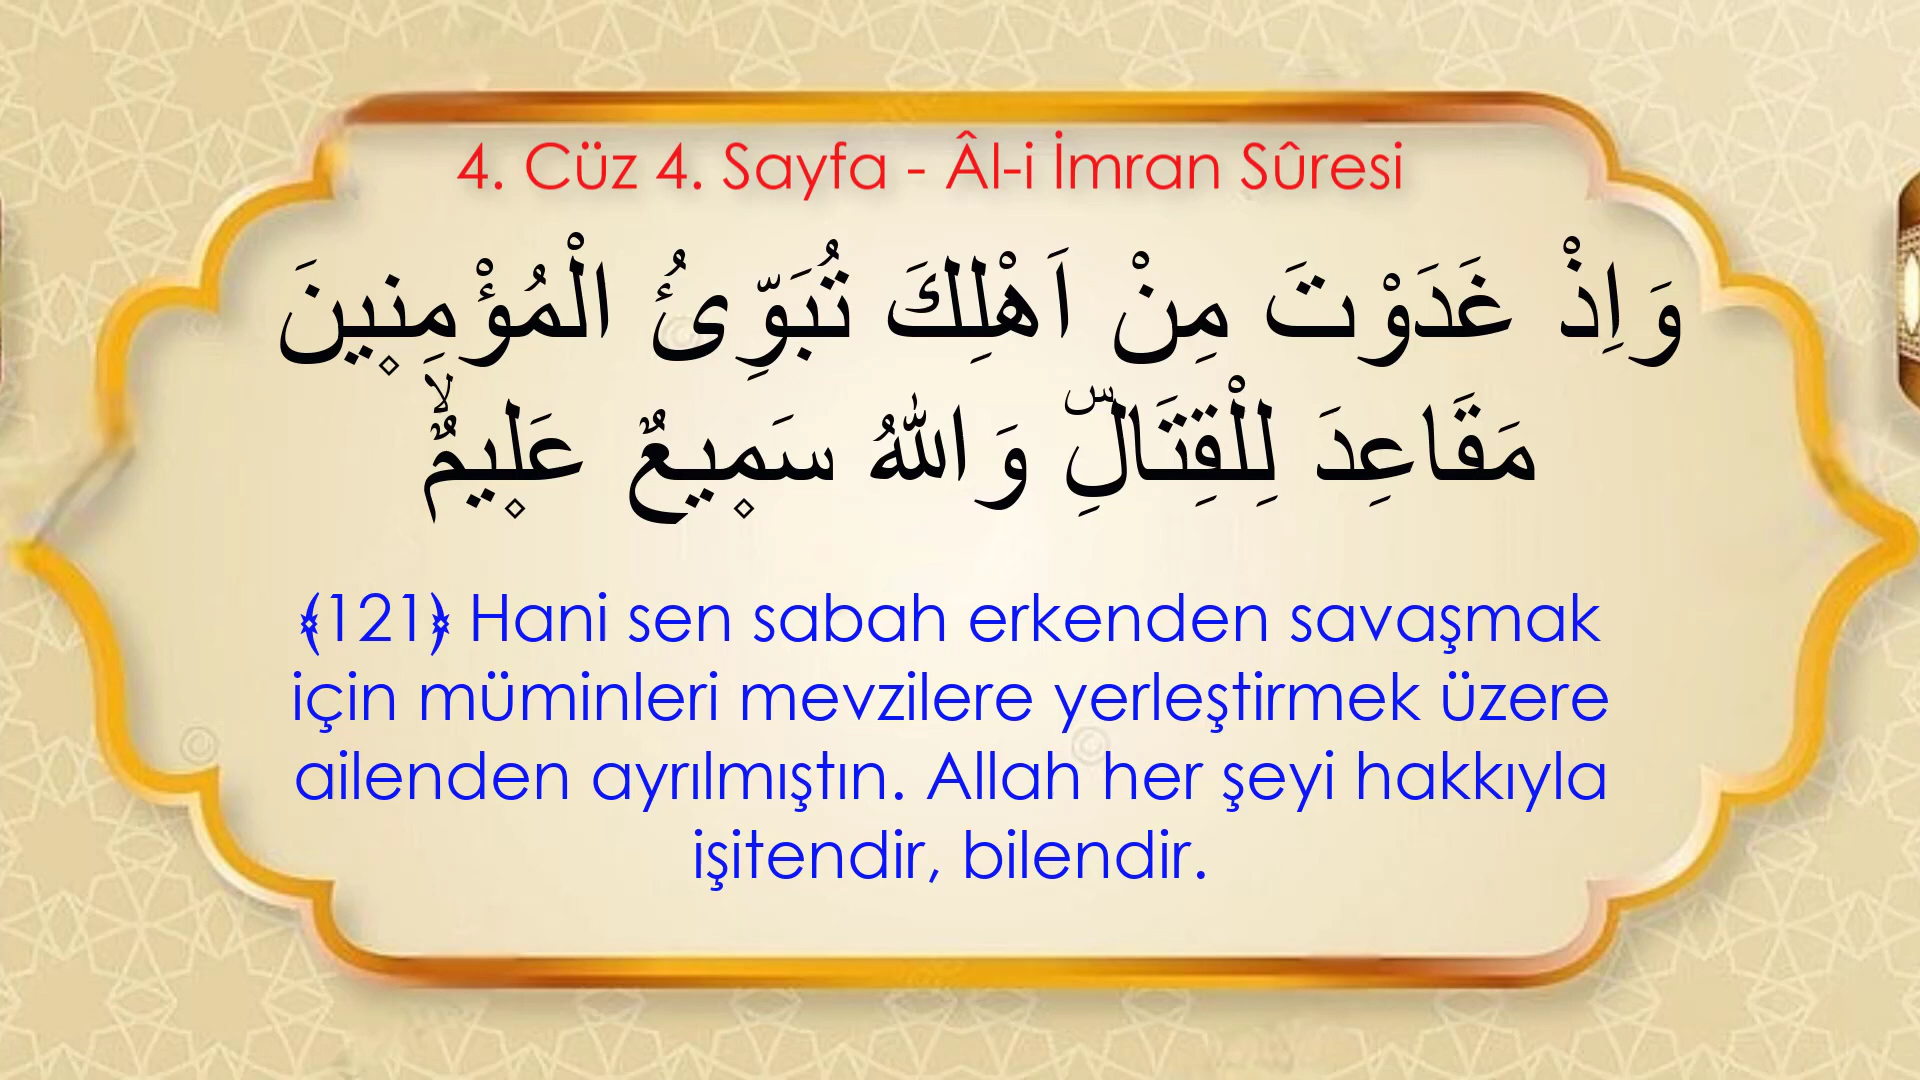 4. Cüz 4. Sayfa - Âl-i İmran Sûresi
وَاِذْ غَدَوْتَ مِنْ اَهْلِكَ تُبَوِّئُ الْمُؤْمِنٖينَ
مَقَاعِدَ لِلْقِتَالِؕ وَاللّٰهُ سَمٖيعٌ عَلٖيمٌۙ
﴾121﴿ Hani sen sabah erkenden savaşmak
için müminleri mevzilere yerleştirmek üzere
ailenden ayrılmıştın. Allah her şeyi hakkıyla
işitendir, bilendir.